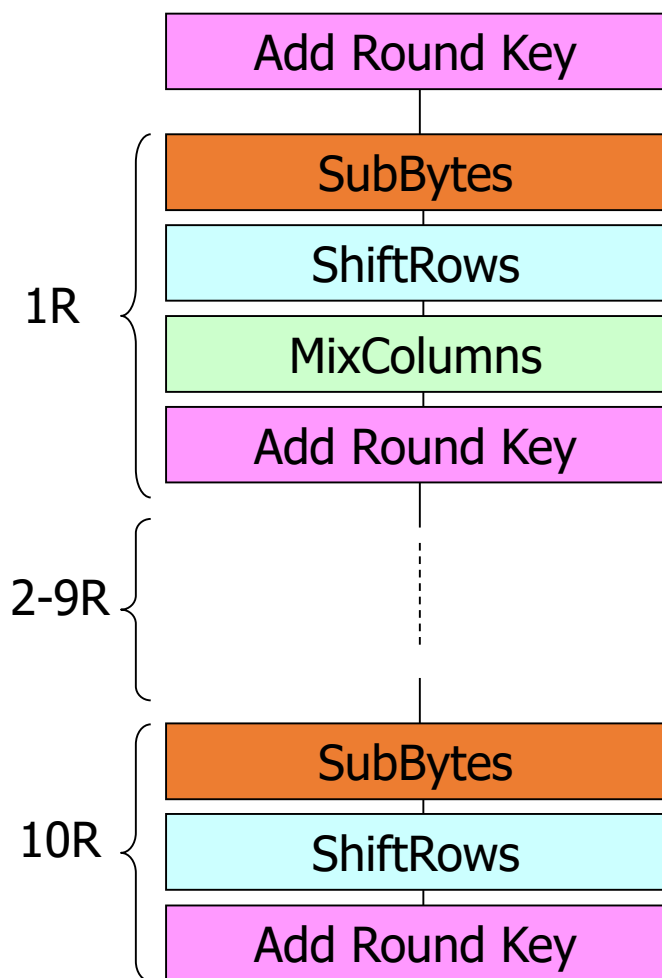 Add Round Key
SubBytes
ShiftRows
1R
MixColumns
Add Round Key
2-9R
SubBytes
10R
ShiftRows
Add Round Key